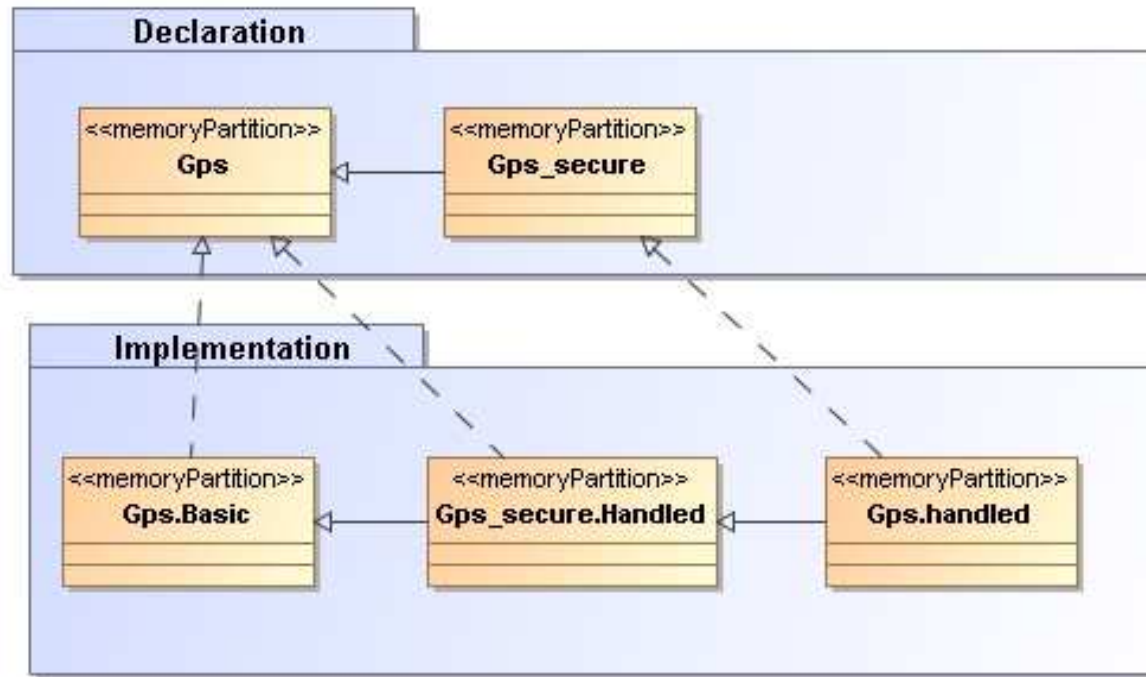 Declaration
<<memoryPartition>>
Gps
<<memoryPartition>>
Gps_secure
Implementation
<<memoryPartition>>
Gps.Basic
<<memoryPartition>>
Gps_secure.Handled
<<memoryPartition>>
Gps.handled